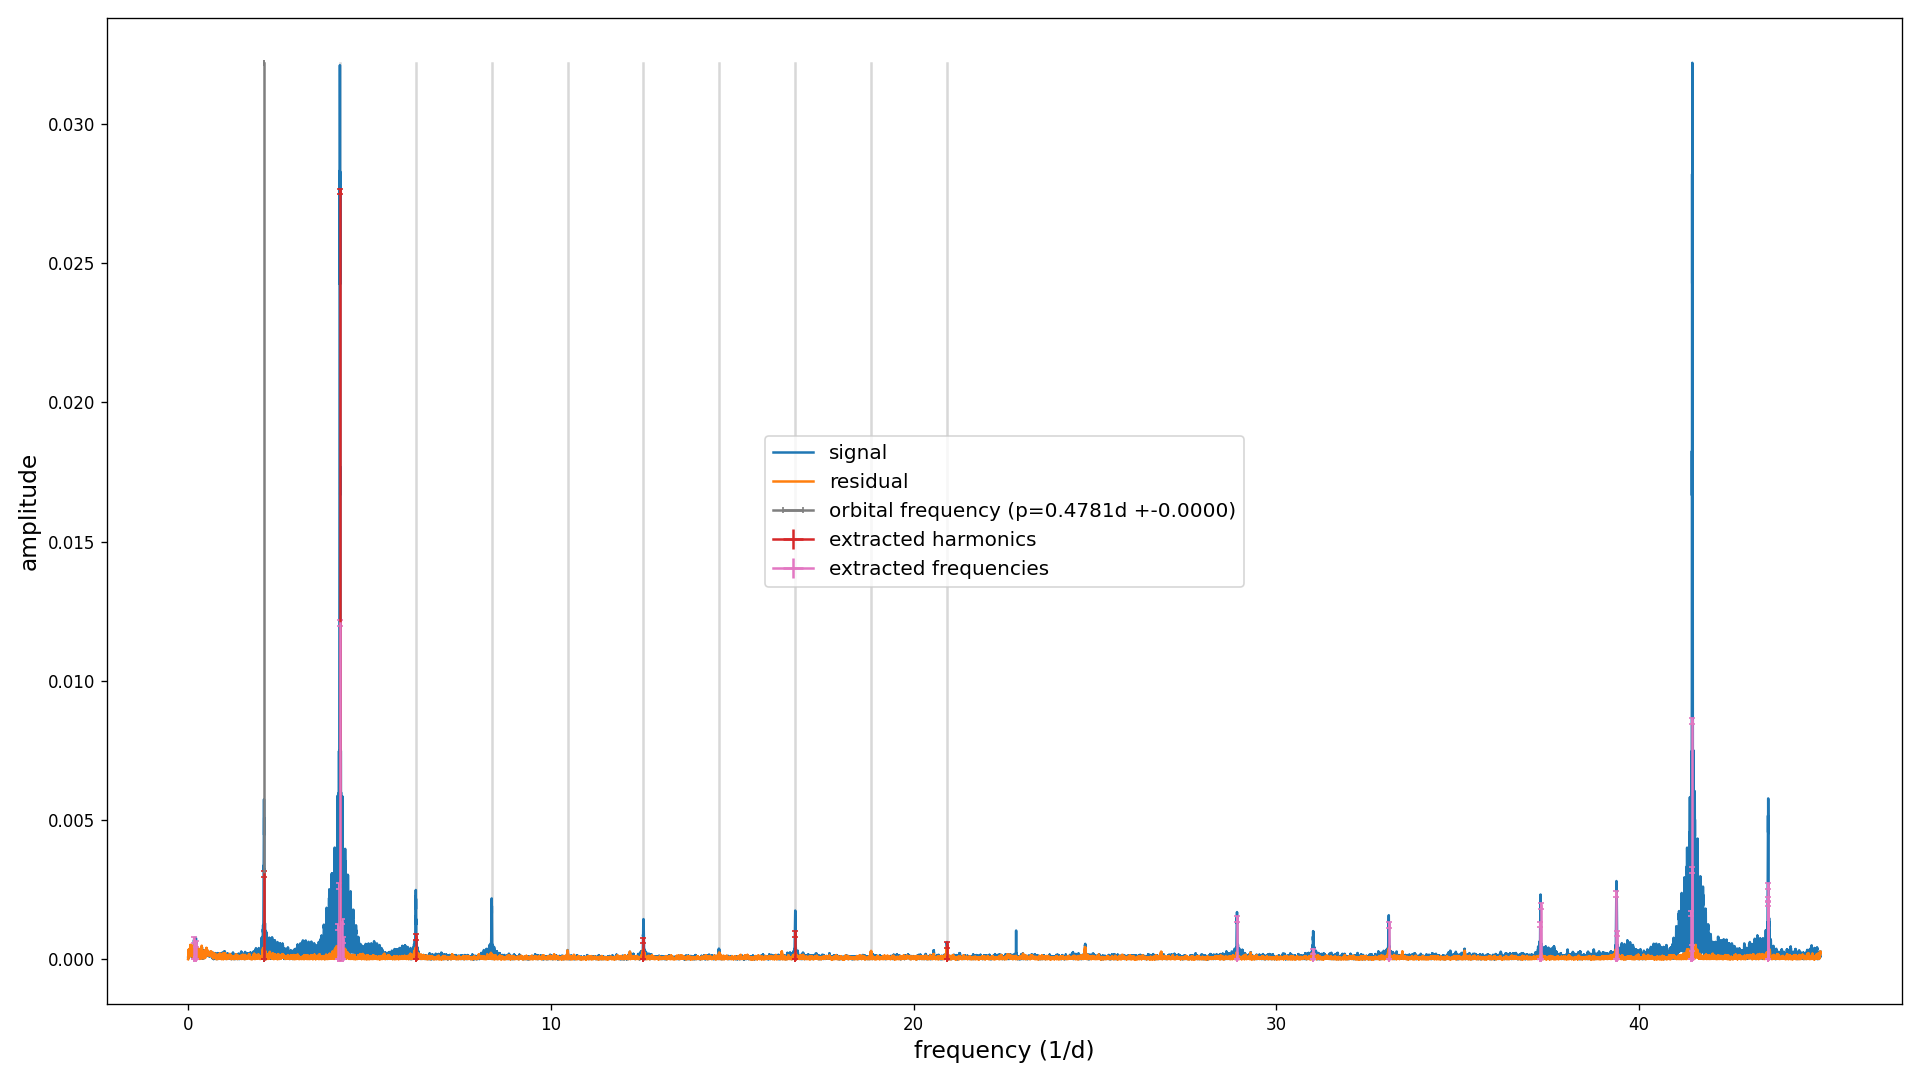 0.030
0.025
0.020
0.015
0.010
0.005
0.000
amplitude
signal
residual
orbital frequency (p=0.4781d +-0.0000)
extracted harmonics
extracted frequencies
0 10 20 30 40
frequency (1/d)